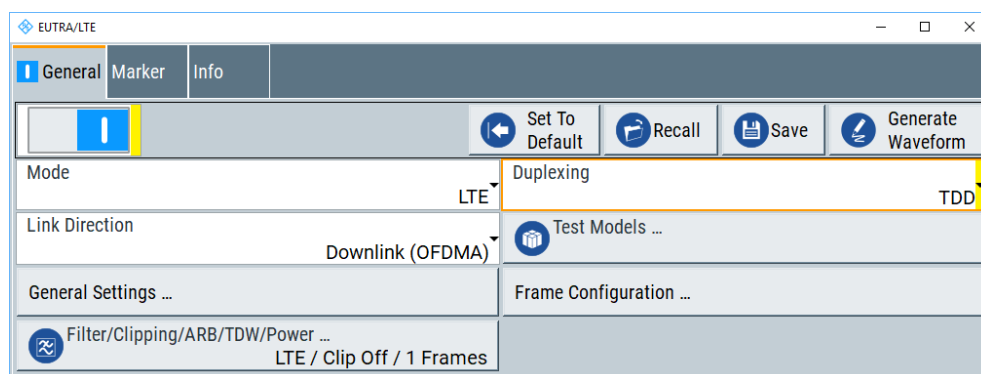 EUTRA/LTE
General Marker Info
Set To
Default
Recall
Save
Generate
Waveform
Mode
LTE
Duplexing
TDD
Link Direction
Downlink (OFDMA)
Test Models ...
General Settings ...
Frame Configuration ...
Filter/Clipping/ARB/TDW/Power ...
LTE / Clip Off / 1 Frames